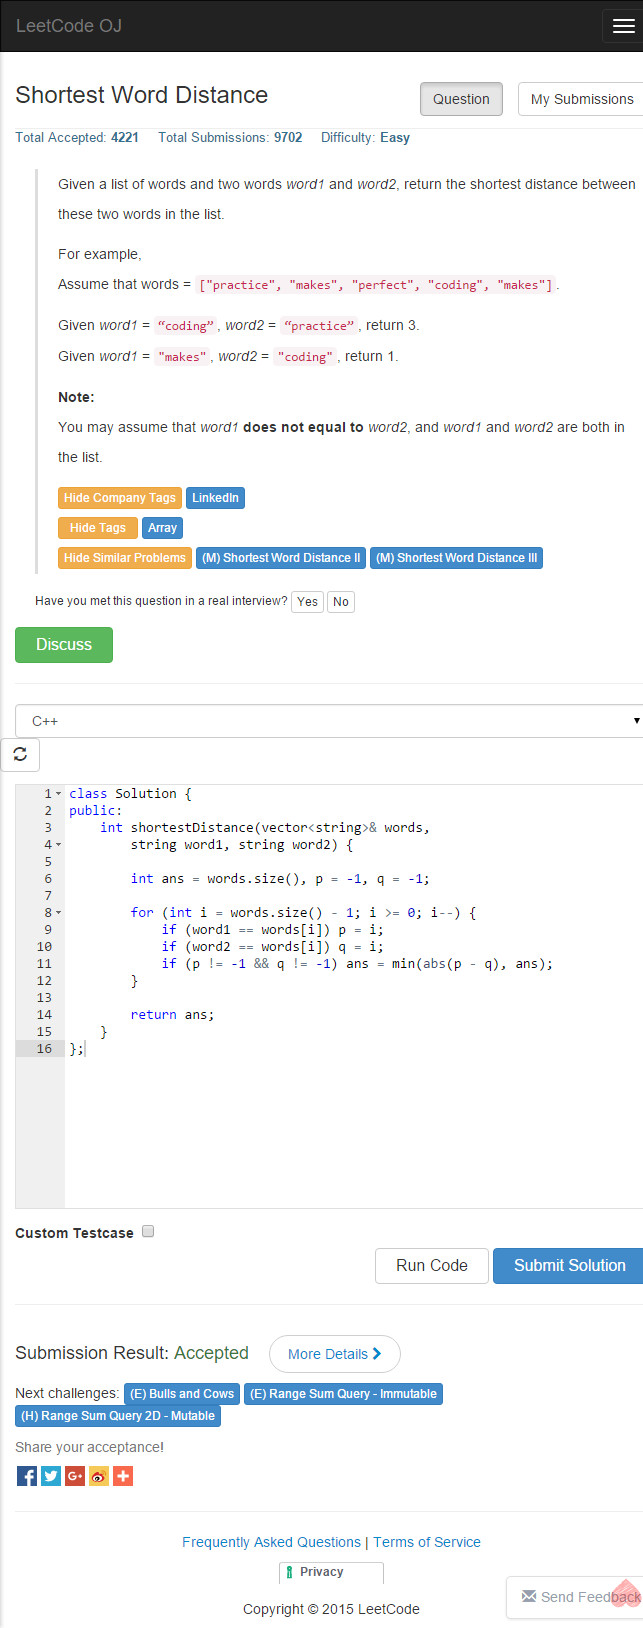 LeetCode OJ
Shortest Word Distance
Question
My Submissions
Total Accepted: 4221 Total Submissions: 9702 Difficulty: Easy
Given a list of words and two words word1 and word2, return the shortest distance between
these two words in the list.
For example,
Assume that words = ["practice", "makes", "perfect", "coding", "makes"].
Given word1 = “coding”, word2 = “practice”, return 3.
Given word1 = "makes", word2 = "coding", return 1.
Note:
You may assume that word1 does not equal to word2, and word1 and word2 are both in
the list.
Hide Company Tags LinkedIn
Hide Tags Array
Hide Similar Problems (M) Shortest Word Distance II (M) Shortest Word Distance III
Have you met this question in a real interview? Yes No
Discuss
C++
1 class Solution {
2 public:
3     int shortestDistance(vector<string>& words,
4         string word1, string word2) {
5
6         int ans = words.size(), p = -1, q = -1;
7
8         for (int i = words.size() - 1; i >= 0; i--) {
9             if (word1 == words[i]) p = i;
10             if (word2 == words[i]) q = i;
11             if (p != -1 && q != -1) ans = min(abs(p - q), ans);
12         }
13
14         return ans;
15     }
16 };
Custom Testcase
Run Code Submit Solution
Submission Result: Accepted More Details
Next challenges: (E) Bulls and Cows (E) Range Sum Query - Immutable
(H) Range Sum Query 2D - Mutable
Share your acceptance!
Frequently Asked Questions | Terms of Service
Privacy
Send Feedback
Copyright © 2015 LeetCode